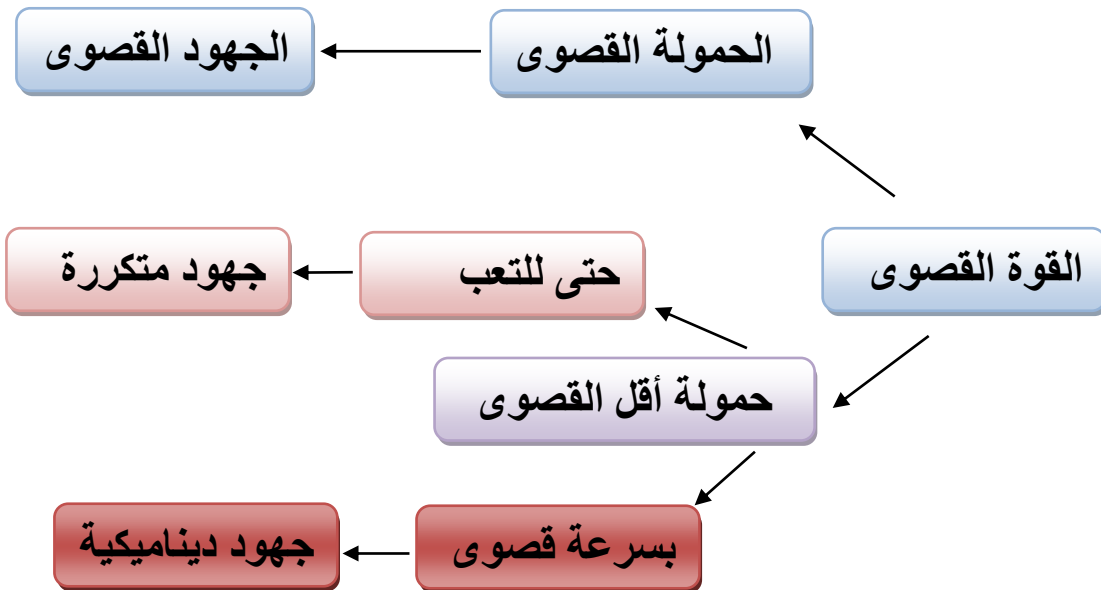 الحمولة القصوى
الجهود القصوى
القوة القصوى
حتى للتعب
جهود متكررة
حمولة أقل القصوى
بسرعة قصوى
جهود ديناميكية